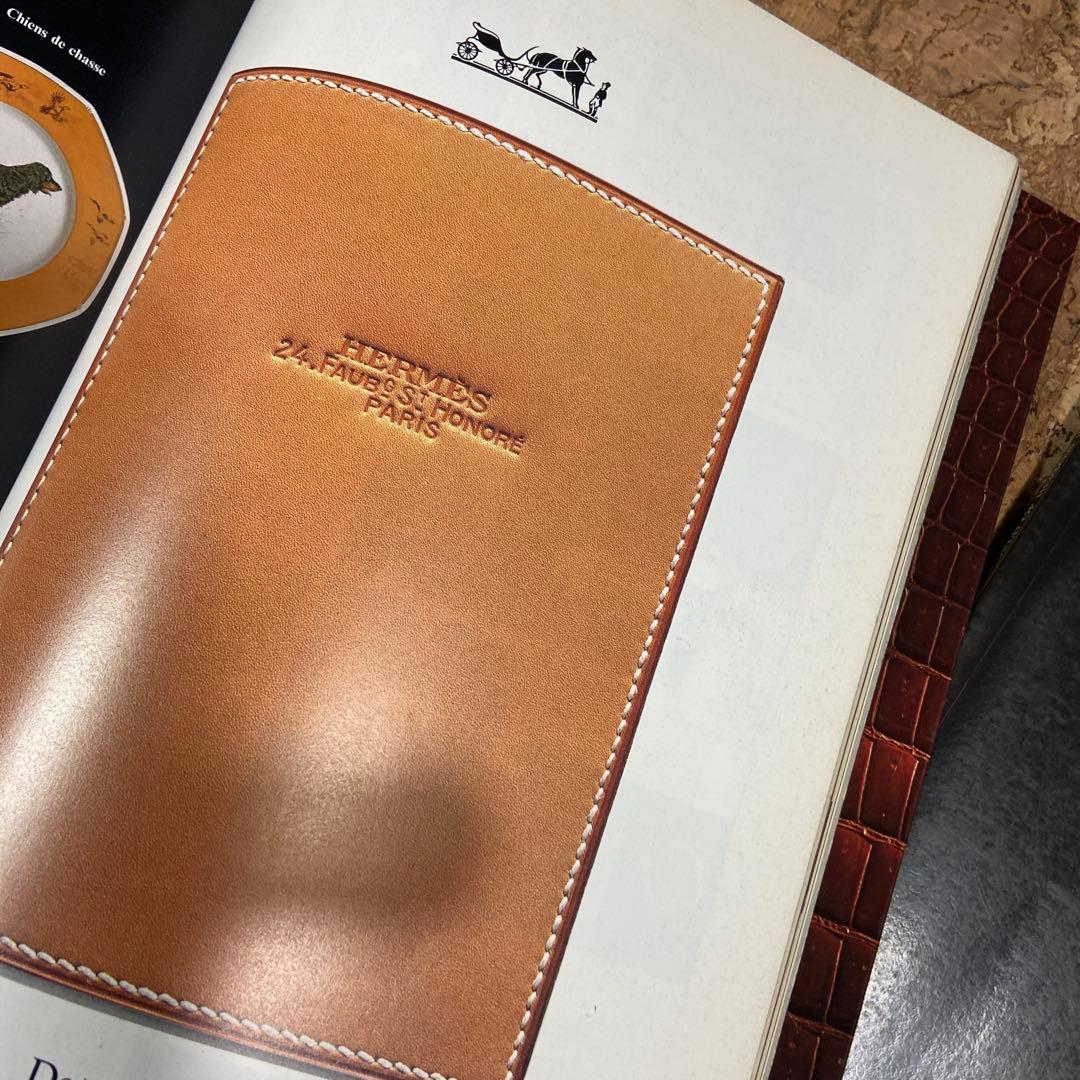 Chiens de chasse
HERMÈS
24, FAUBG ST HONORÉ
PARIS